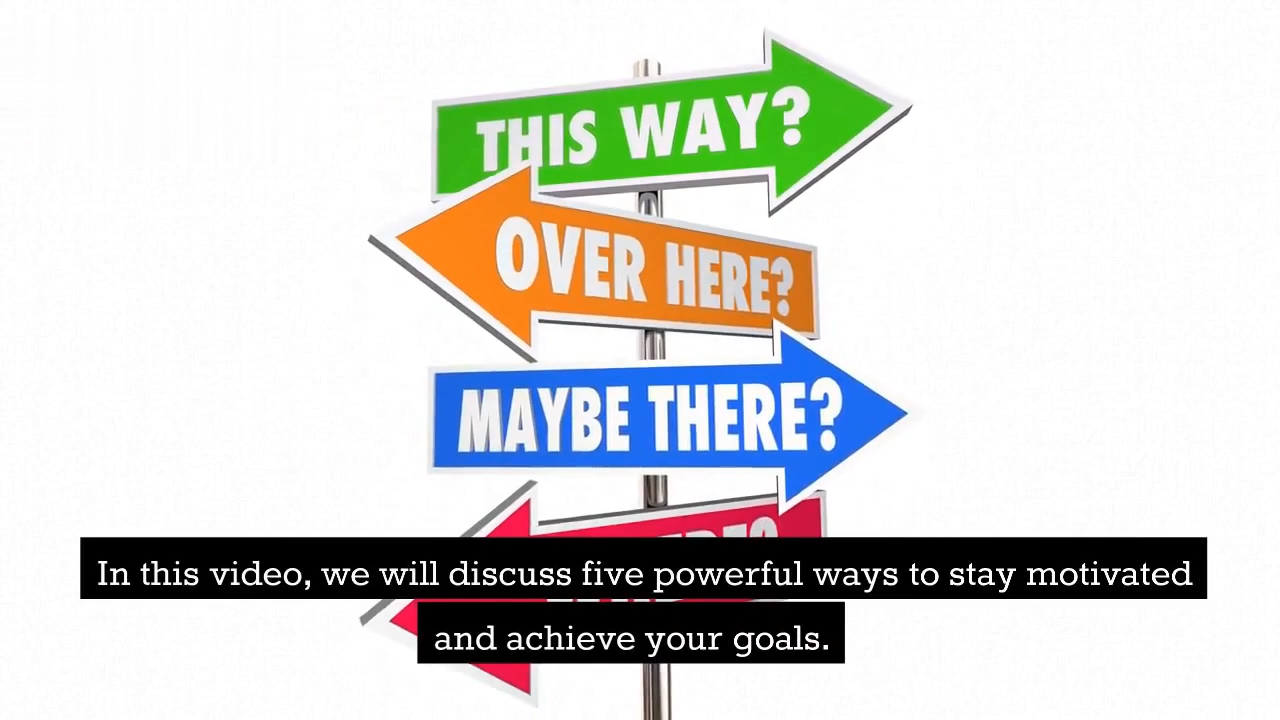 THIS WAY?
OVER HERE?
MAYBE THERE?
In this video, we will discuss five powerful ways to stay motivated
and achieve your goals.